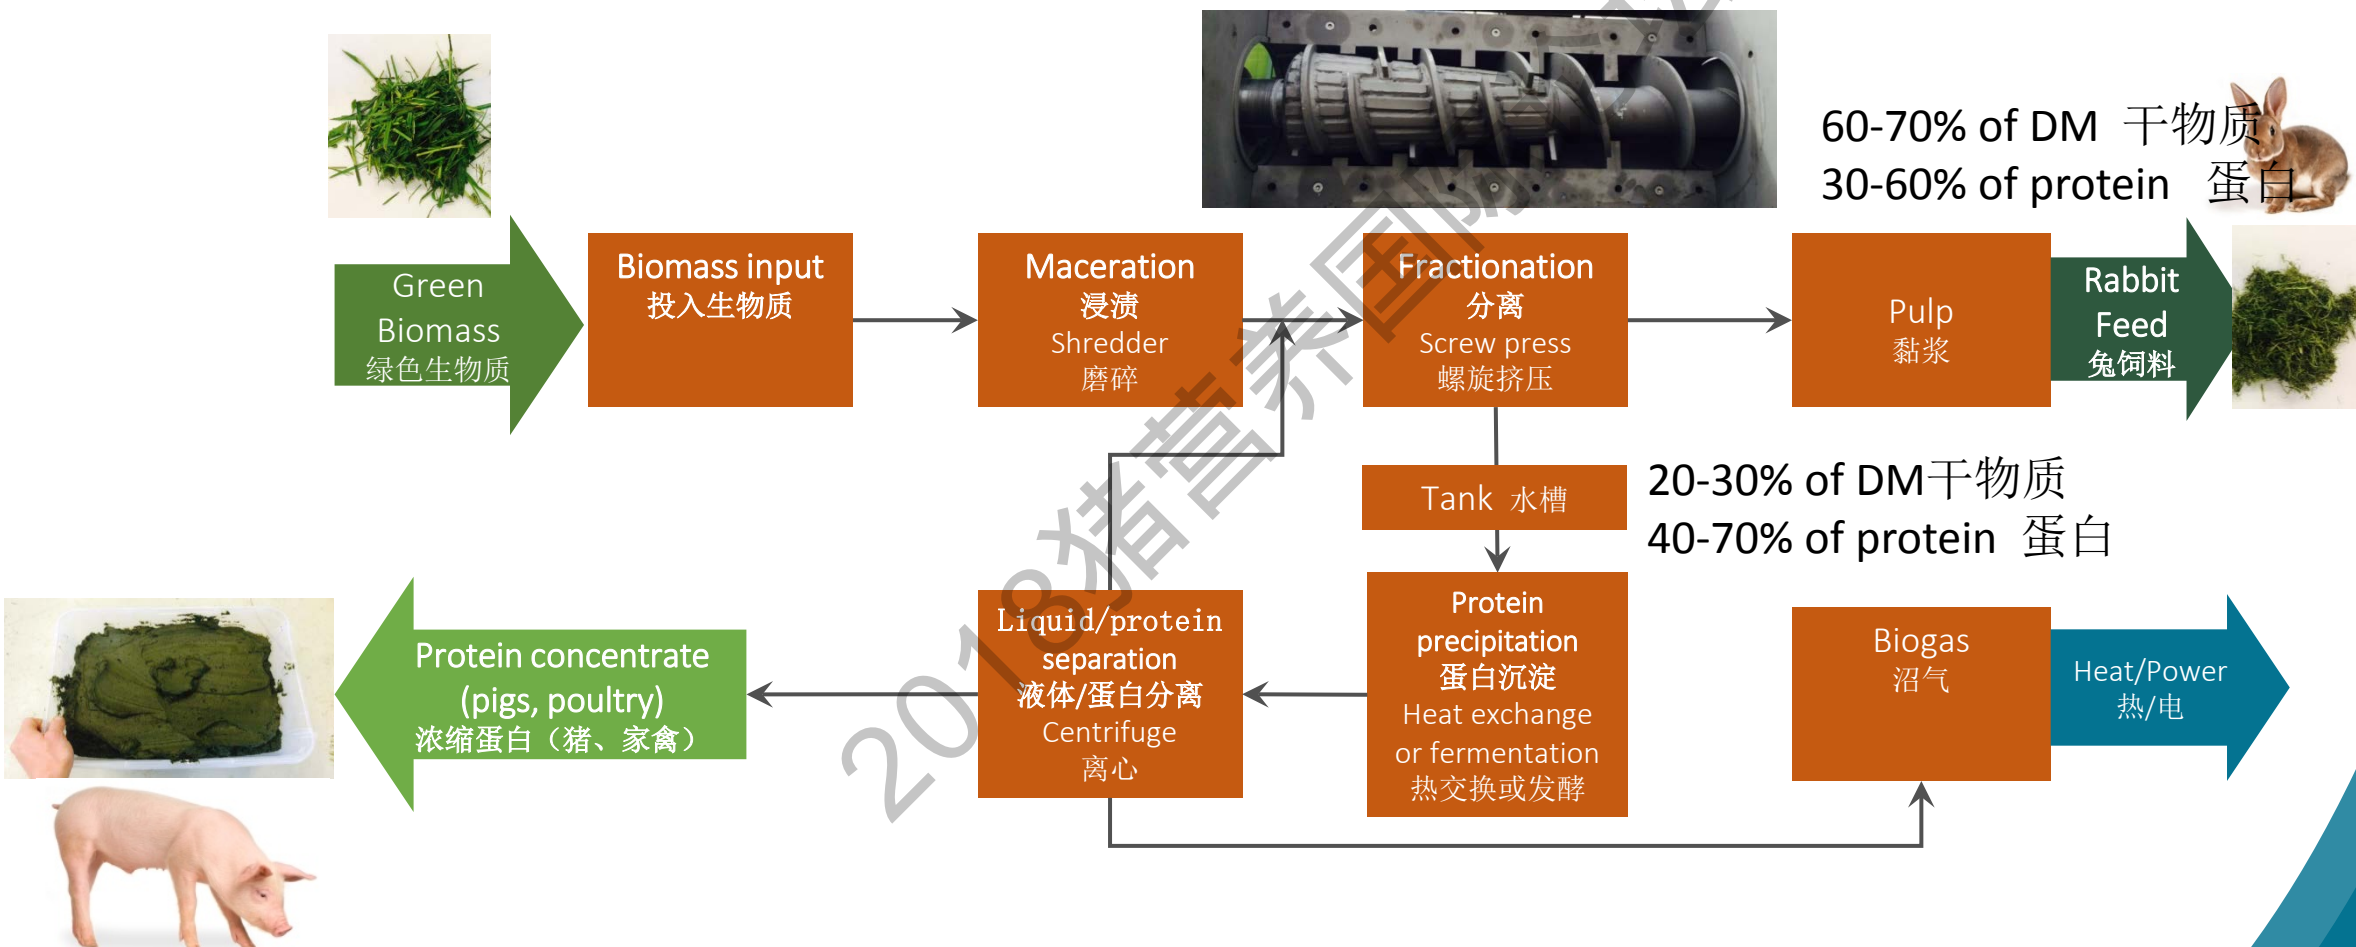 60-70% of DM 干物质
30-60% of protein 蛋白
Green
Biomass
绿色生物质
Biomass input
投入生物质
Maceration
浸渍
Shredder
磨碎
Fractionation
分离
Screw press
螺旋挤压
Pulp
黏浆
Rabbit
Feed
兔饲料
Tank 水槽
20-30% of DM干物质
40-70% of protein 蛋白
Protein concentrate
(pigs, poultry)
浓缩蛋白（猪、家禽）
Liquid/protein
separation
液体/蛋白分离
Centrifuge
离心
Protein
precipitation
蛋白沉淀
Heat exchange
or fermentation
热交换或发酵
Biogas
沼气
Heat/Power
热/电
2018猪营养国际